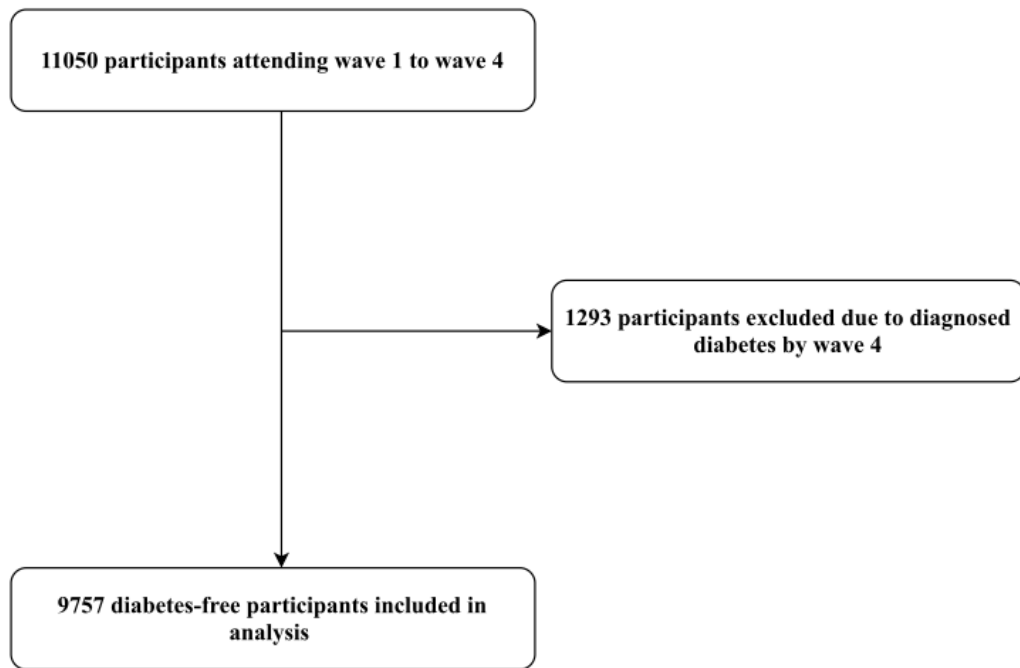 11050 participants attending wave 1 to wave 4
1293 participants excluded due to diagnosed
diabetes by wave 4
9757 diabetes-free participants included in
analysis